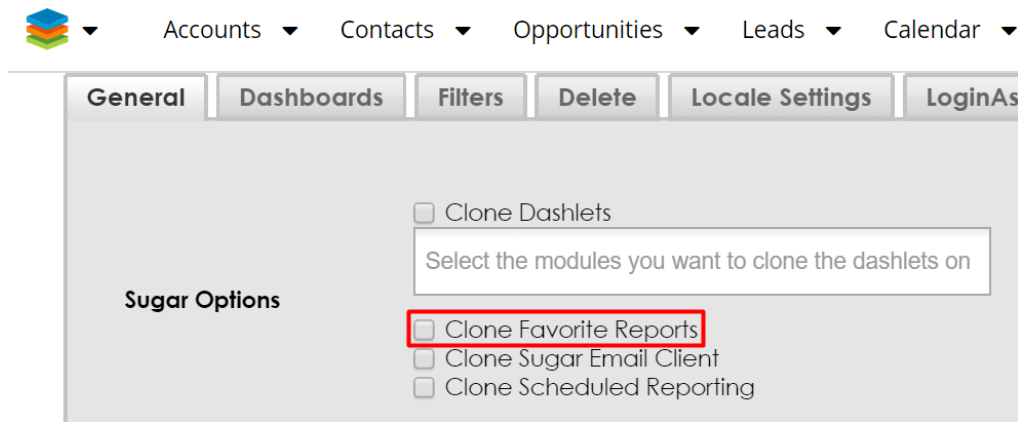 Accounts Contacts Opportunities Leads Calendar
General Dashboards Filters Delete Locale Settings LoginAs
Clone Dashlets
Select the modules you want to clone the dashlets on
Sugar Options
Clone Favorite Reports
Clone Sugar Email Client
Clone Scheduled Reporting